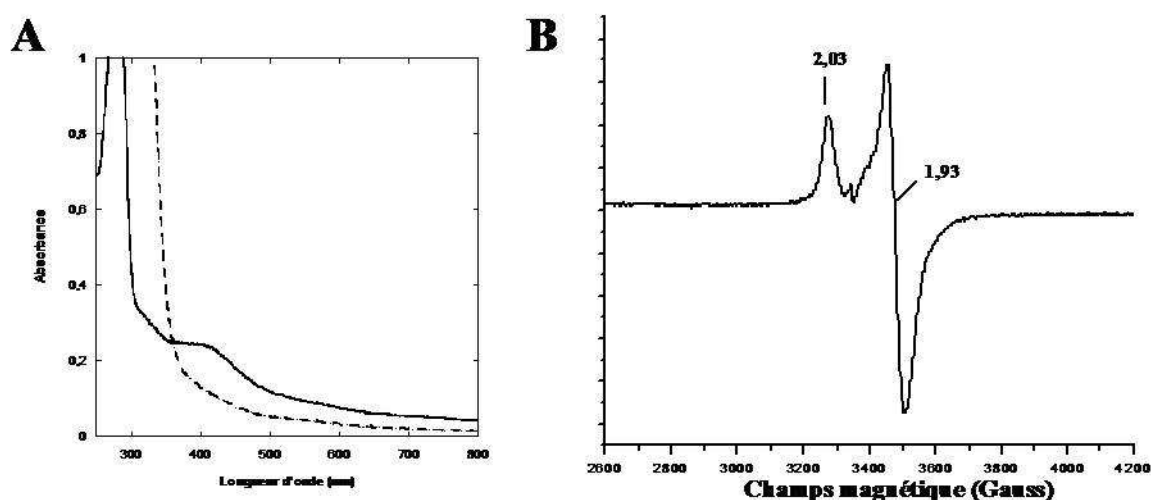 A
Absorbance
1
0,8
0,6
0,4
0,2
0
300 400 500 600 700 800
Longueur d'onde (nm)
B
2,03
1,93
2600 2800 3000 3200 3400 3600 3800 4000 4200
Champs magnétique (Gauss)